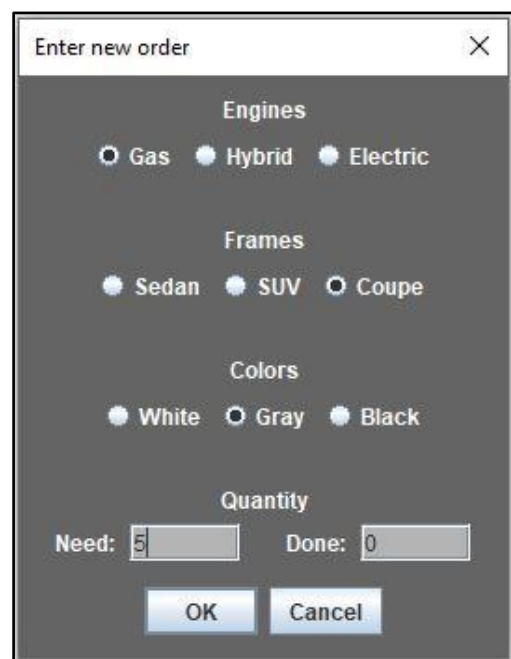 Enter new order
Engines
Gas Hybrid Electric
Frames
Sedan SUV Coupe
Colors
White Gray Black
Quantity
Need: 5 Done: 0
OK Cancel